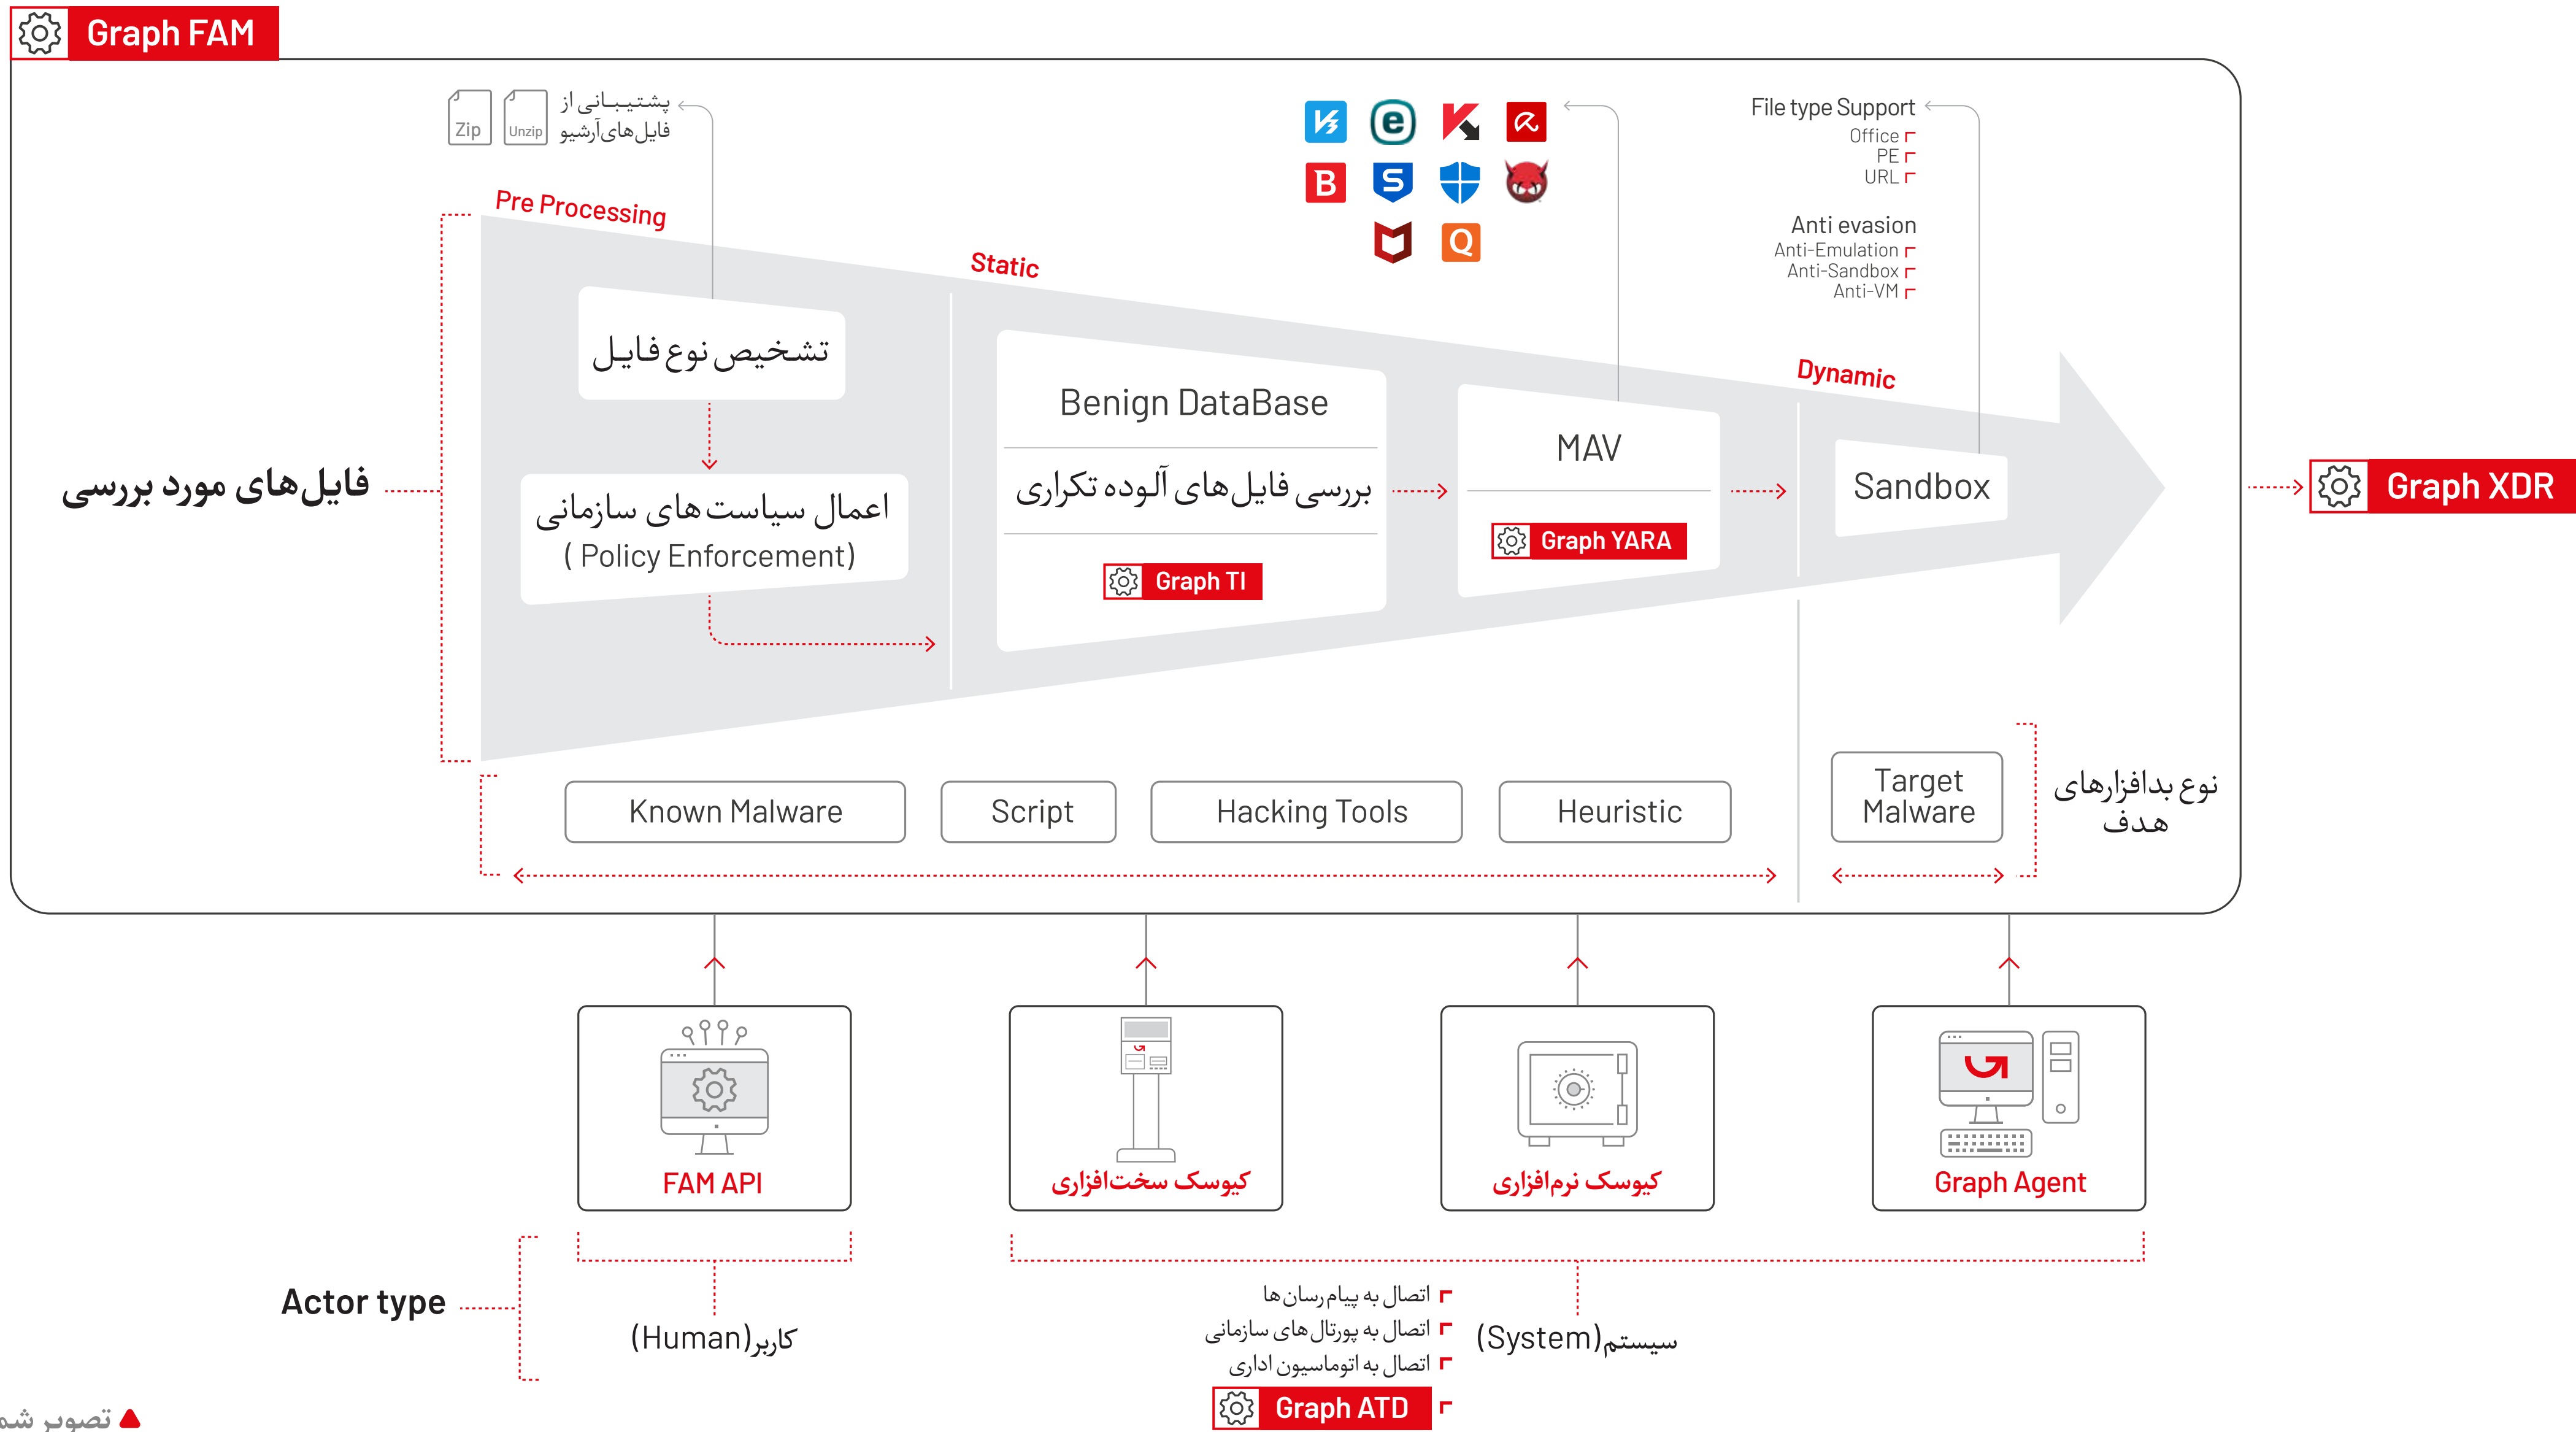 Graph FAM
Zip
Unzip
پشتیبانی از
فایل‌های آرشیو
File type Support
Office
PE
URL
Anti evasion
Anti-Emulation
Anti-Sandbox
Anti-VM
Pre Processing
Static
Dynamic
تشخیص نوع فایل
اعمال سیاست های سازمانی
( Policy Enforcement)
Benign DataBase
بررسی فایل‌های آلوده تکراری
Graph TI
MAV
Graph YARA
Sandbox
فایل‌های مورد بررسی
Graph XDR
Known Malware
Script
Hacking Tools
Heuristic
Target
Malware
نوع بدافزارهای
هدف
FAM API
کیوسک سخت‌افزاری
کیوسک نرم‌افزاری
Graph Agent
Actor type
کاربر(Human)
سیستم(System)
اتصال به پیام رسان ها
اتصال به پورتال های سازمانی
اتصال به اتوماسیون اداری
Graph ATD
تصویر